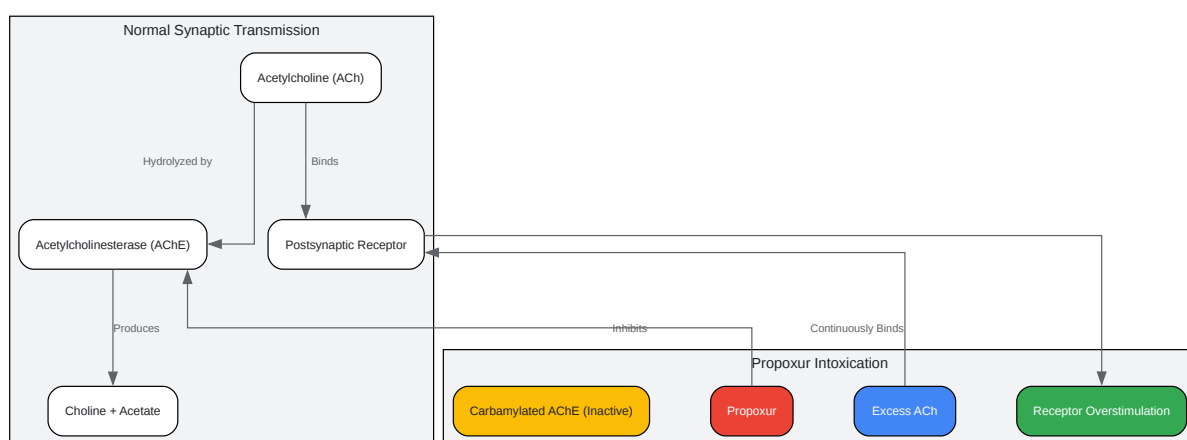 Normal Synaptic Transmission
Acetylcholine (ACh)
Hydrolyzed by
Binds
Acetylcholinesterase (AChE)
Postsynaptic Receptor
Produces
Inhibits
Continuously Binds
Propoxur Intoxication
Choline + Acetate
Carbamylated AChE (Inactive)
Propoxur
Excess ACh
Receptor Overstimulation